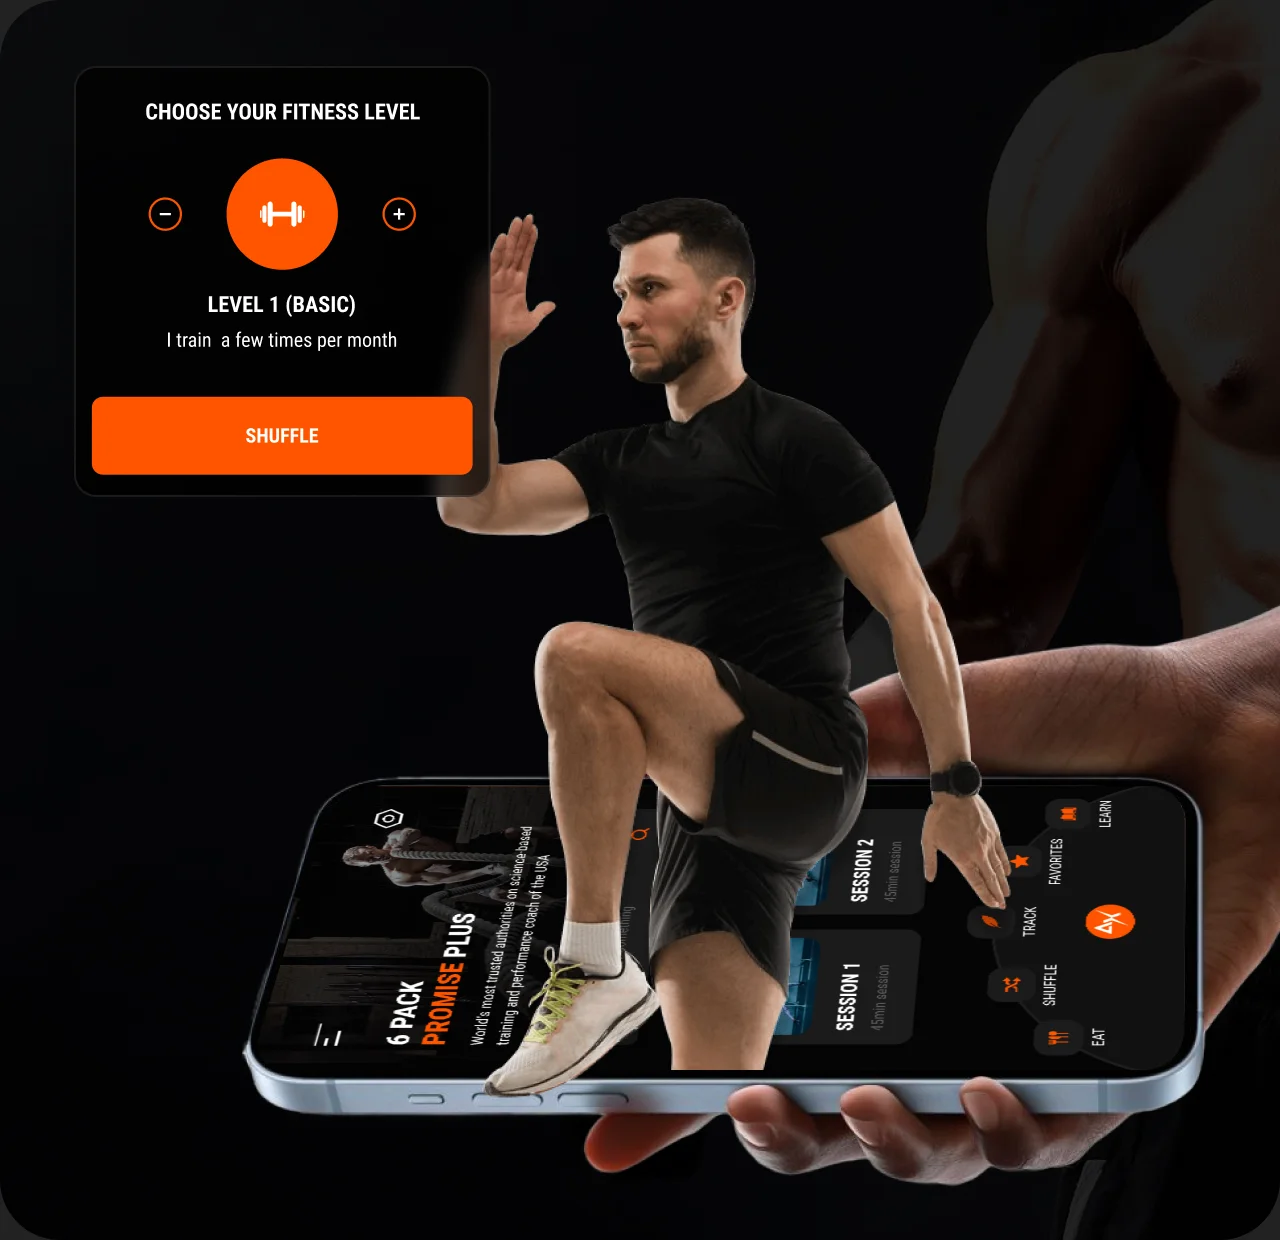 CHOOSE YOUR FITNESS LEVEL
LEVEL 1 (BASIC)
I train  a few times per month
SHUFFLE
6 PACK
PROMISE PLUS
World's most trusted authorities on science-based
training and performance coach of the USA
SESSION 1
45min session
SESSION 2
45min session
EAT
SHUFFLE
TRACK
FAVORITES
LEARN